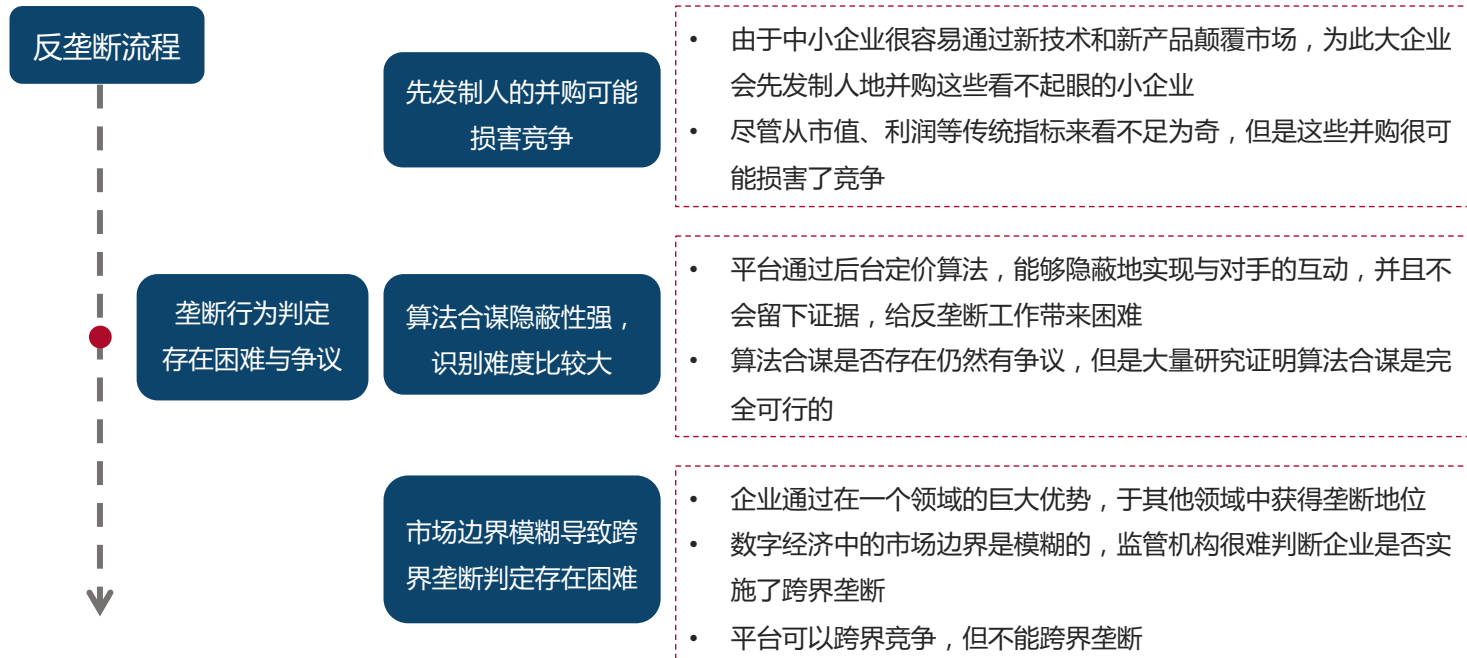 反垄断流程
先发制人的并购可能
损害竞争
• 由于中小企业很容易通过新技术和新产品颠覆市场，为此大企业
会先发制人地并购这些看不起眼的小企业
• 尽管从市值、利润等传统指标来看不足为奇，但是这些并购很可
能损害了竞争
垄断行为判定
存在困难与争议
算法合谋隐蔽性强，
识别难度比较大
• 平台通过后台定价算法，能够隐蔽地实现与对手的互动，并且不
会留下证据，给反垄断工作带来困难
• 算法合谋是否存在仍然有争议，但是大量研究证明算法合谋是完
全可行的
市场边界模糊导致跨
界垄断判定存在困难
• 企业通过在一个领域的巨大优势，于其他领域中获得垄断地位
• 数字经济中的市场边界是模糊的，监管机构很难判断企业是否实
施了跨界垄断
• 平台可以跨界竞争，但不能跨界垄断